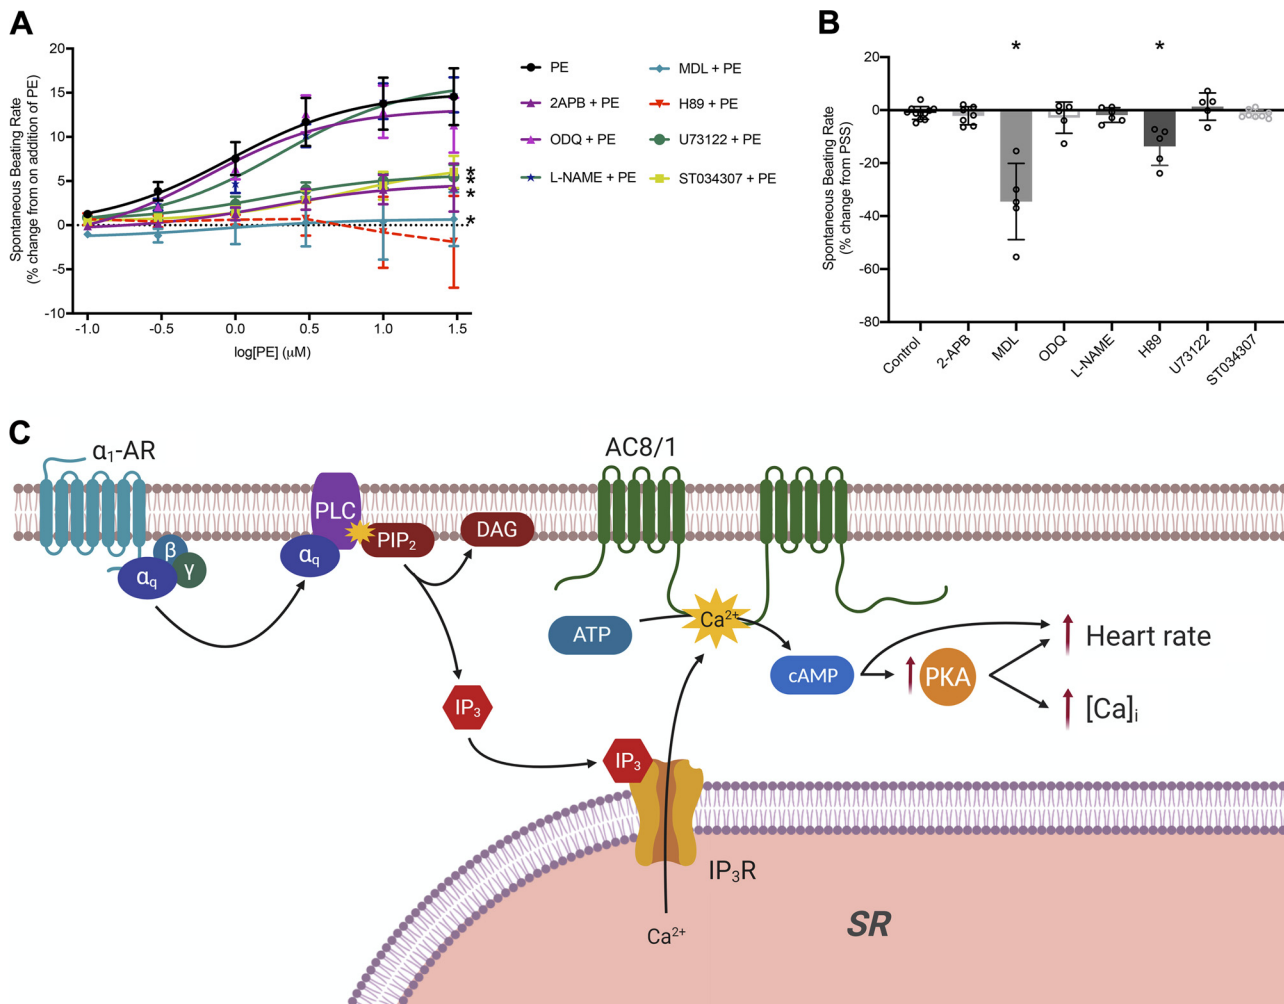 A
Spontaneous Beating Rate
(% change from on addition of PE)
20
15
10
5
0
-5
-10
-1.0
-0.5
0.0
0.5
1.0
1.5
log[PE] (µM)
*
*
*
*
PE
2APB + PE
ODQ + PE
L-NAME + PE
MDL + PE
H89 + PE
U73122 + PE
ST034307 + PE
B
Spontaneous Beating Rate
(% change from PSS)
20
0
-20
-40
-60
-80
*
*
Control
2-APB
MDL
ODQ
L-NAME
H89
U73122
ST034307
C
α₁-AR
αq
β
γ
PLC
αq
PIP₂
DAG
IP₃
IP₃
IP₃R
AC8/1
ATP
Ca²⁺
cAMP
PKA
Heart rate
[Ca]ᵢ
Ca²⁺
SR